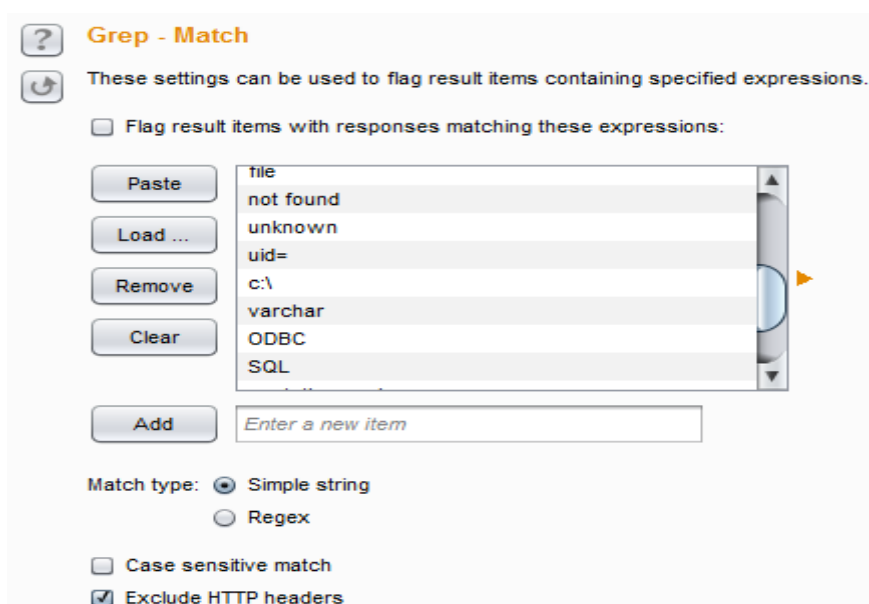 ?
Grep - Match
These settings can be used to flag result items containing specified expressions.
Flag result items with responses matching these expressions:
Paste
Load ...
Remove
Clear
file
not found
unknown
uid=
c:\
varchar
ODBC
SQL
Add
Enter a new item
Match type:
Simple string
Regex
Case sensitive match
Exclude HTTP headers